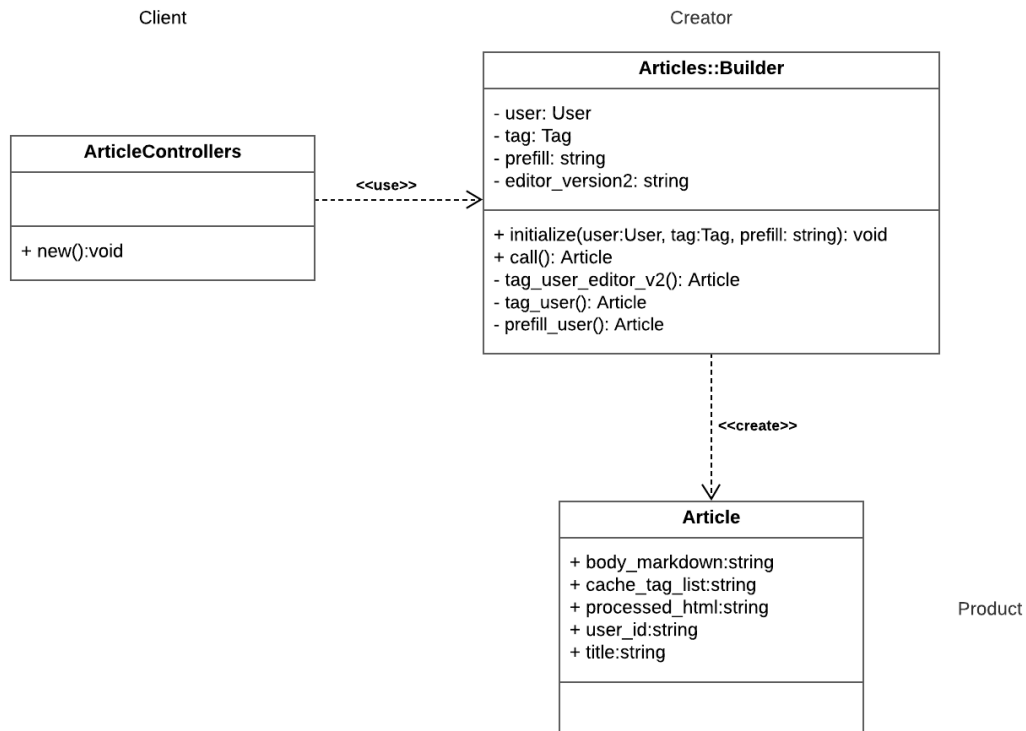 Client
Creator
Articles::Builder
- user: User
- tag: Tag
- prefill: string
- editor_version2: string
ArticleControllers
<<use>>
+ new():void
+ initialize(user:User, tag:Tag, prefill: string): void
+ call(): Article
- tag_user_editor_v2(): Article
- tag_user(): Article
- prefill_user(): Article
<<create>>
Article
+ body_markdown:string
+ cache_tag_list:string
+ processed_html:string
+ user_id:string
+ title:string
Product